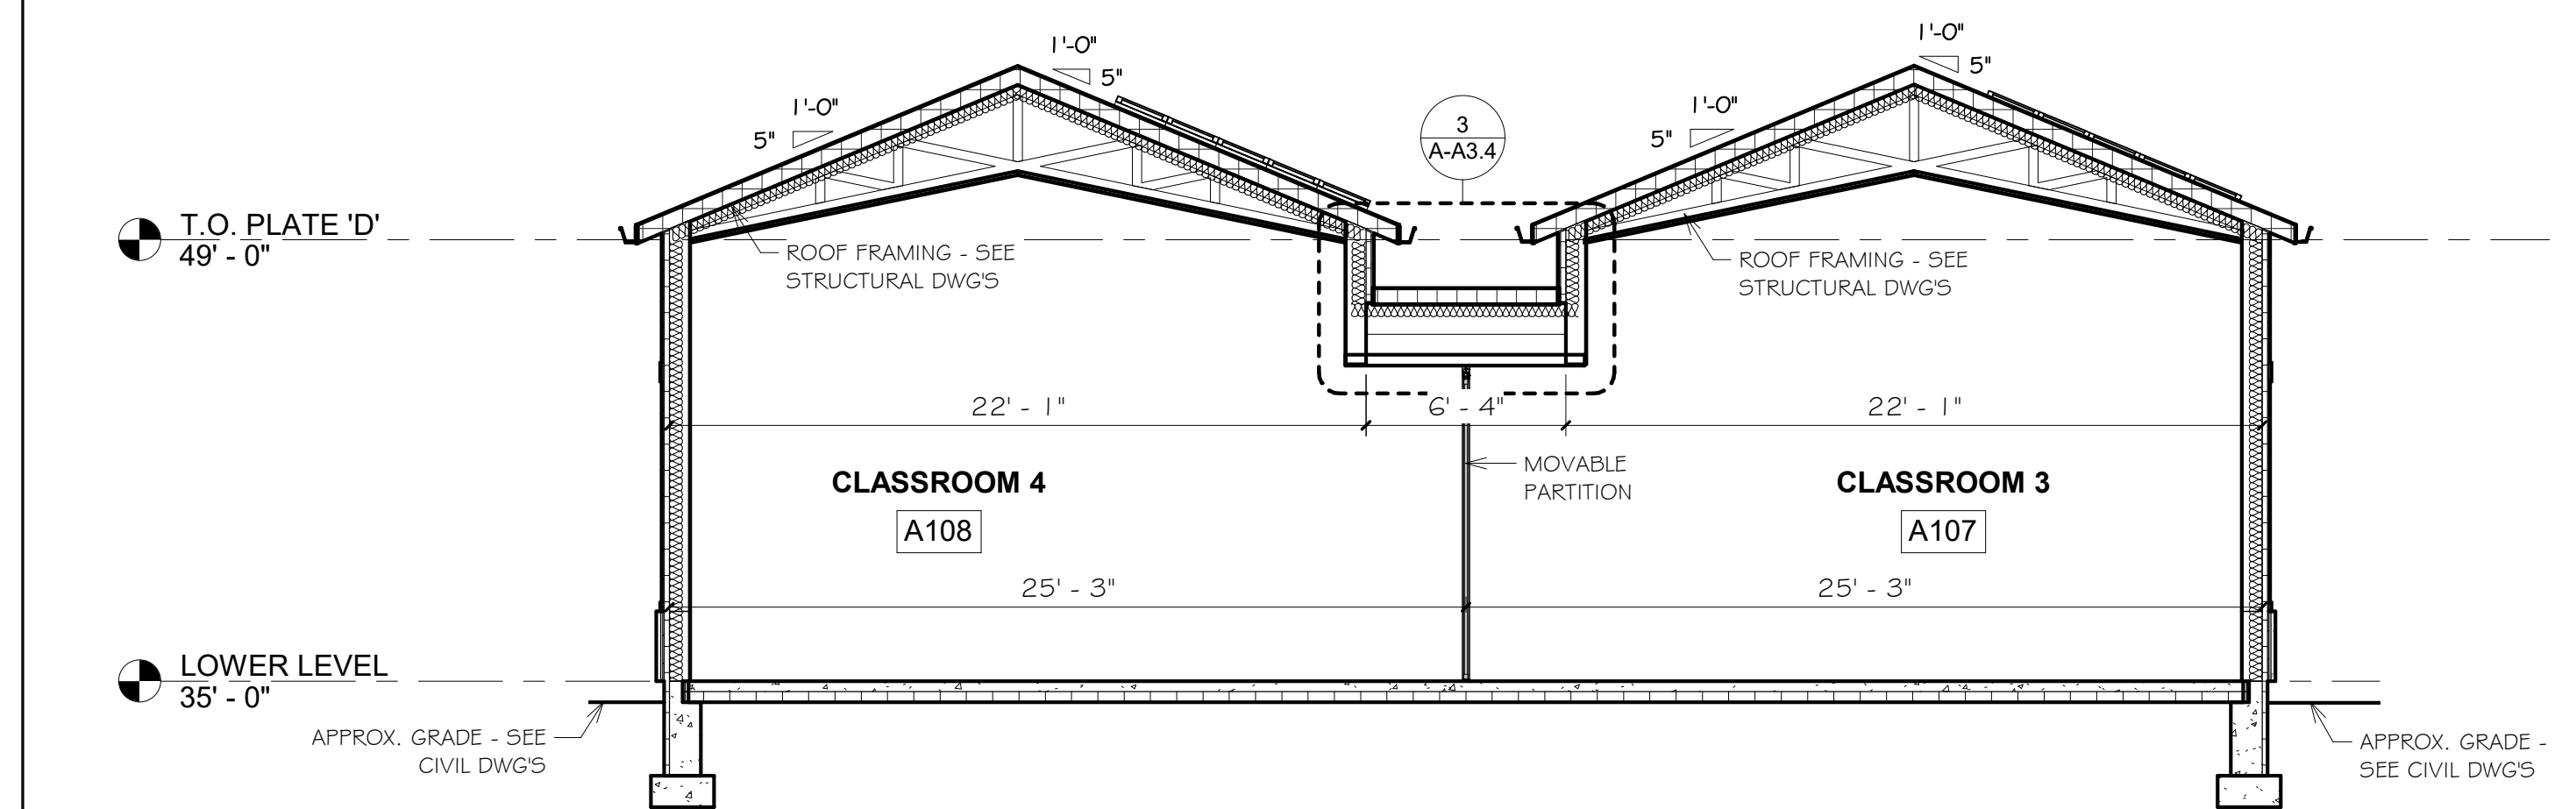 1'-0"
5"
1'-0"
5"
1'-0"
5"
1'-0"
5"
3
A-A3.4
T.O. PLATE 'D'
49' - 0"
ROOF FRAMING - SEE
STRUCTURAL DWG'S
ROOF FRAMING - SEE
STRUCTURAL DWG'S
22' - 1"
6' - 4"
22' - 1"
CLASSROOM 4
A108
MOVABLE
PARTITION
CLASSROOM 3
A107
25' - 3"
25' - 3"
LOWER LEVEL
35' - 0"
APPROX. GRADE - SEE
CIVIL DWG'S
APPROX. GRADE -
SEE CIVIL DWG'S